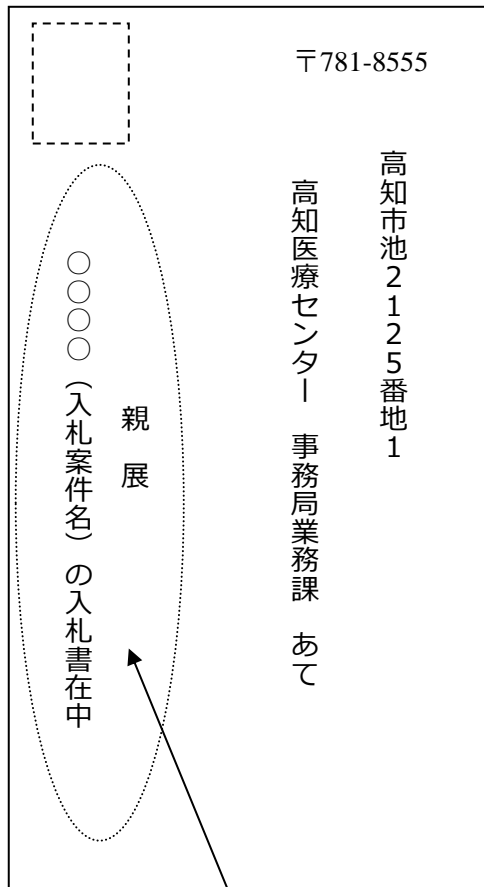 〒781-8555
高知市池2125番地1
高知医療センター　事務局業務課　あて
親　展
○○○○（入札案件名）の入札書在中